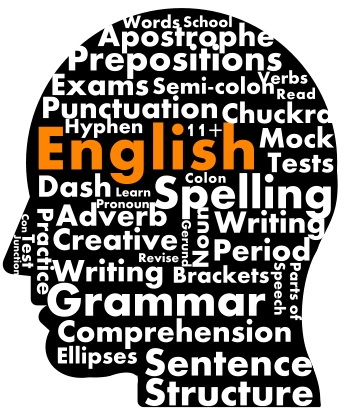 Words School
Apostrophe
Prepositions
Exams Semi-colon Verbs
Read
Punctuation Chuckra
Hyphen 11+
English Mock
Tests
Dash Learn Colon
Pronoun Spelling
Adverb Noun Writing
Creative Gerund Period
Revise
Writing Brackets
Con Junction Test Practice
Parts of Speech
Grammar
Comprehension
Ellipses Sentence
Structure